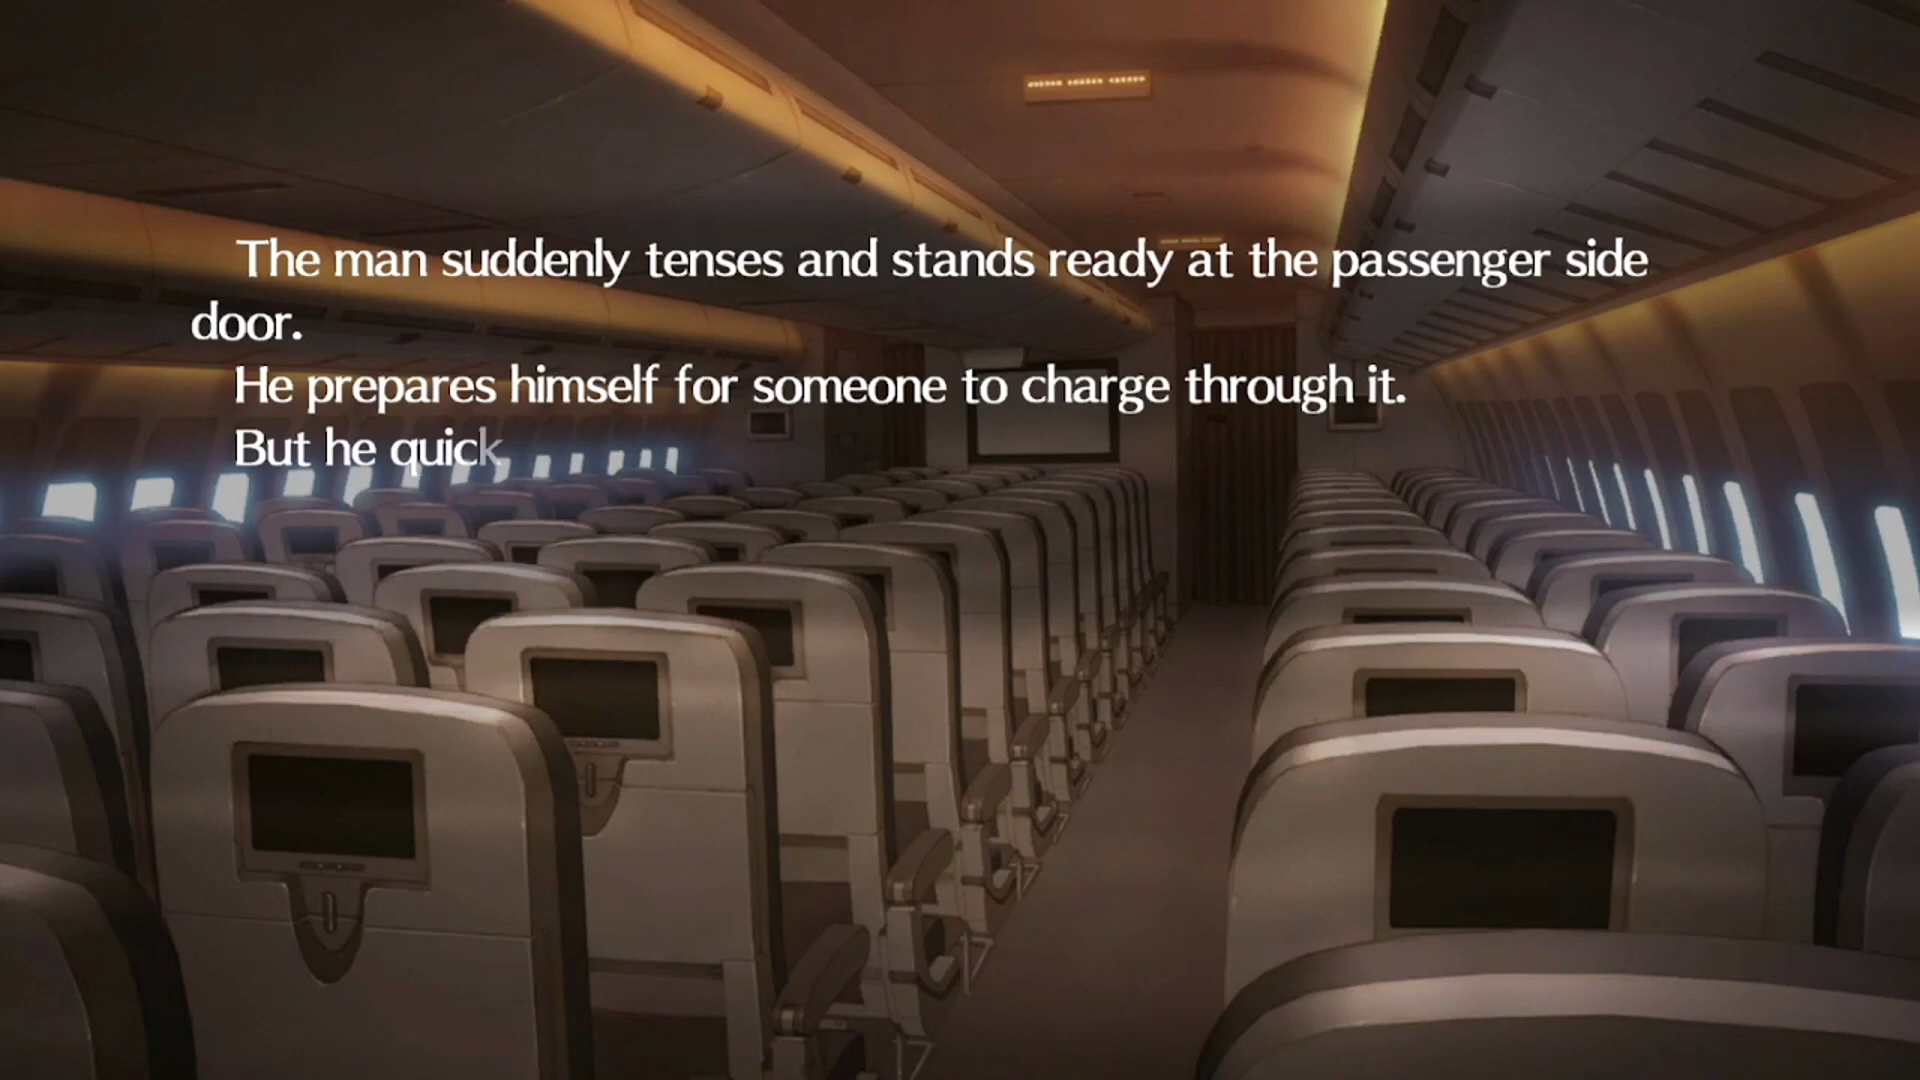 The man suddenly tenses and stands ready at the passenger side
door.
He prepares himself for someone to charge through it.
But he quick